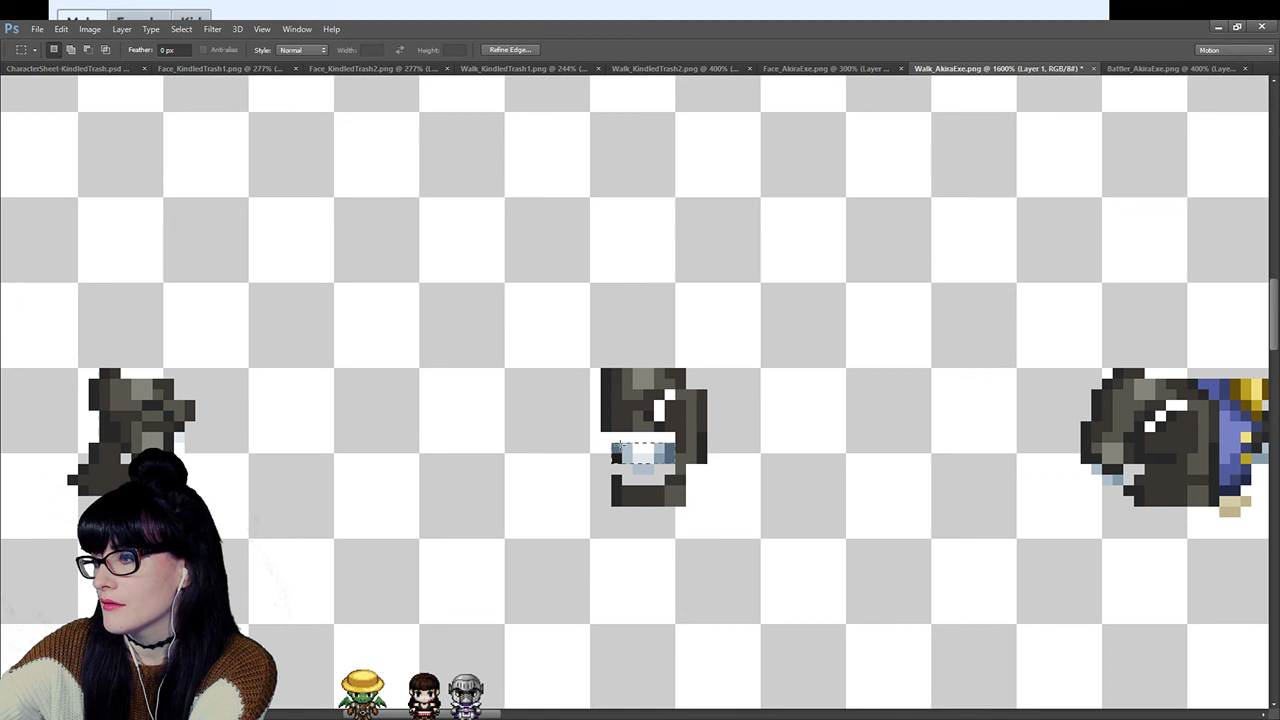 Ps File Edit Image Layer Type Select Filter 3D View Window Help
Feather: 0 px Anti-alias Style: Normal Width: Height: Refine Edge... Motion
CharacterSheet-KindledTrash.psd ... × Face_KindledTrash1.png @ 277% (... × Face_KindledTrash2.png @ 277% (L... × Walk_KindledTrash1.png @ 244% (... × Walk_KindledTrash2.png @ 400% (... × Face_AkiraExe.png @ 300% (Layer ... × Walk_AkiraExe.png @ 1600% (Layer 1, RGB/8#) * × Battler_AkiraExe.png @ 400% (Laye... ×